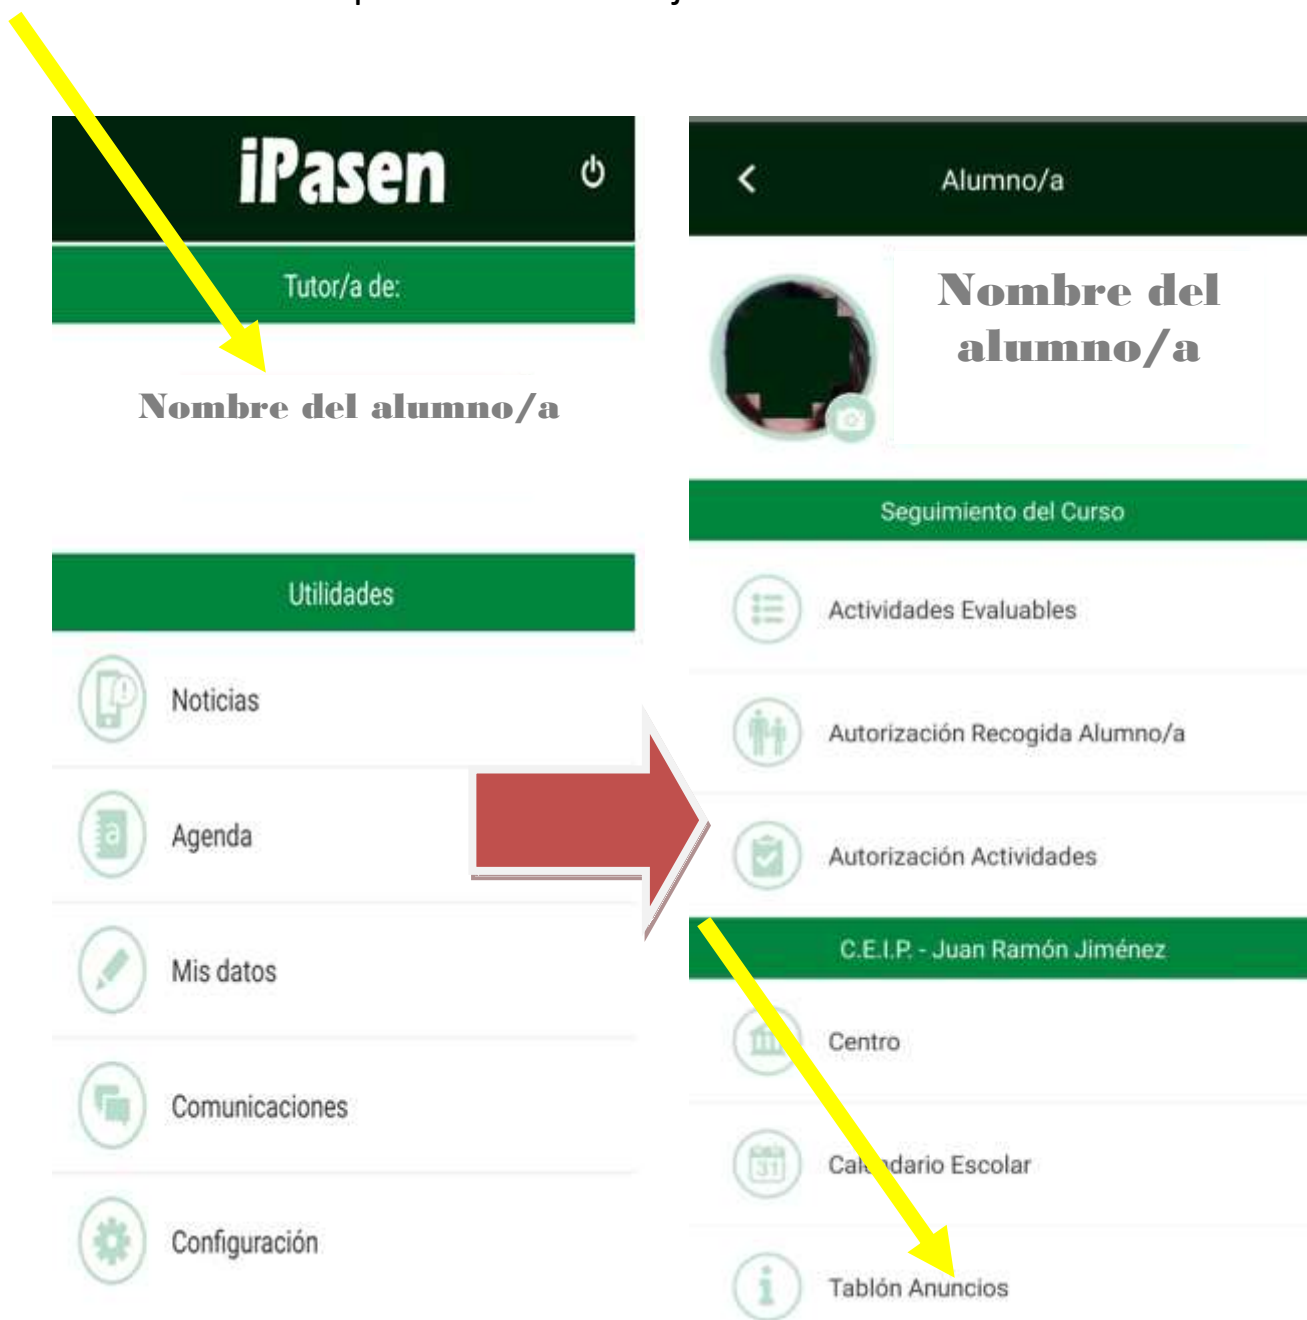 iPasen
Tutor/a de:
Nombre del alumno/a
Utilidades
Noticias
Agenda
Mis datos
Comunicaciones
Configuración
Alumno/a
Nombre del
alumno/a
Seguimiento del Curso
Actividades Evaluables
Autorización Recogida Alumno/a
Autorización Actividades
C.E.I.P. - Juan Ramón Jiménez
Centro
31
Calendario Escolar
Tablón Anuncios